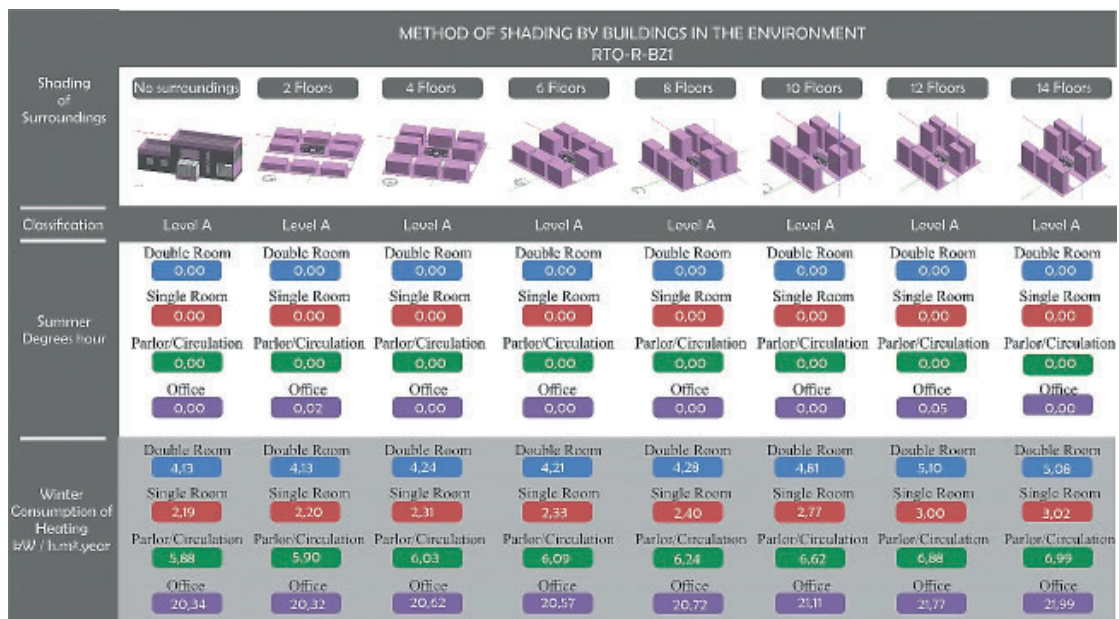 METHOD OF SHADING BY BUILDINGS IN THE ENVIRONMENT
RTQ-R-BZ1
Shading of Surroundings
No surroundings 2 Floors 4 Floors 6 Floors 8 Floors 10 Floors 12 Floors 14 Floors
Classification Level A Level A Level A Level A Level A Level A Level A Level A
Summer Degrees hour
Double Room Double Room Double Room Double Room Double Room Double Room Double Room Double Room
0,00 0,00 0,00 0,00 0,00 0,00 0,00 0,00
Single Room Single Room Single Room Single Room Single Room Single Room Single Room Single Room
0,00 0,00 0,00 0,00 0,00 0,00 0,00 0,00
Parlor/Circulation Parlor/Circulation Parlor/Circulation Parlor/Circulation Parlor/Circulation Parlor/Circulation Parlor/Circulation Parlor/Circulation
0,00 0,00 0,00 0,00 0,00 0,00 0,00 0,00
Office Office Office Office Office Office Office Office
0,00 0,02 0,00 0,00 0,00 0,00 0,05 0,00
Winter Consumption of Heating kW / h.m².year
Double Room Double Room Double Room Double Room Double Room Double Room Double Room Double Room
4,13 4,13 4,24 4,21 4,28 4,81 5,10 5,08
Single Room Single Room Single Room Single Room Single Room Single Room Single Room Single Room
2,19 2,20 2,31 2,33 2,40 2,77 3,00 3,02
Parlor/Circulation Parlor/Circulation Parlor/Circulation Parlor/Circulation Parlor/Circulation Parlor/Circulation Parlor/Circulation Parlor/Circulation
5,88 5,90 6,03 6,09 6,24 6,62 6,88 6,99
Office Office Office Office Office Office Office Office
20,34 20,32 20,62 20,57 20,72 21,11 21,77 21,99